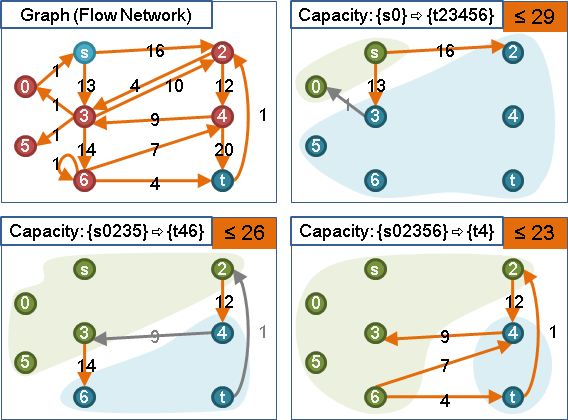 Graph (Flow Network)
s 16 2
1 13 4 10 12 1
0
1 3 9 4
5 1 14 7 20
1 6 4 t
Capacity: {s0} ⇨ {t23456} ≤ 29
s 16 2
0 13
1 3 4
5
6 t
Capacity: {s0235} ⇨ {t46} ≤ 26
s 2
0 12
3 9 4 1
5 14
6 t
Capacity: {s02356} ⇨ {t4} ≤ 23
s 2
0 12
3 9 4 1
5 7
6 4 t